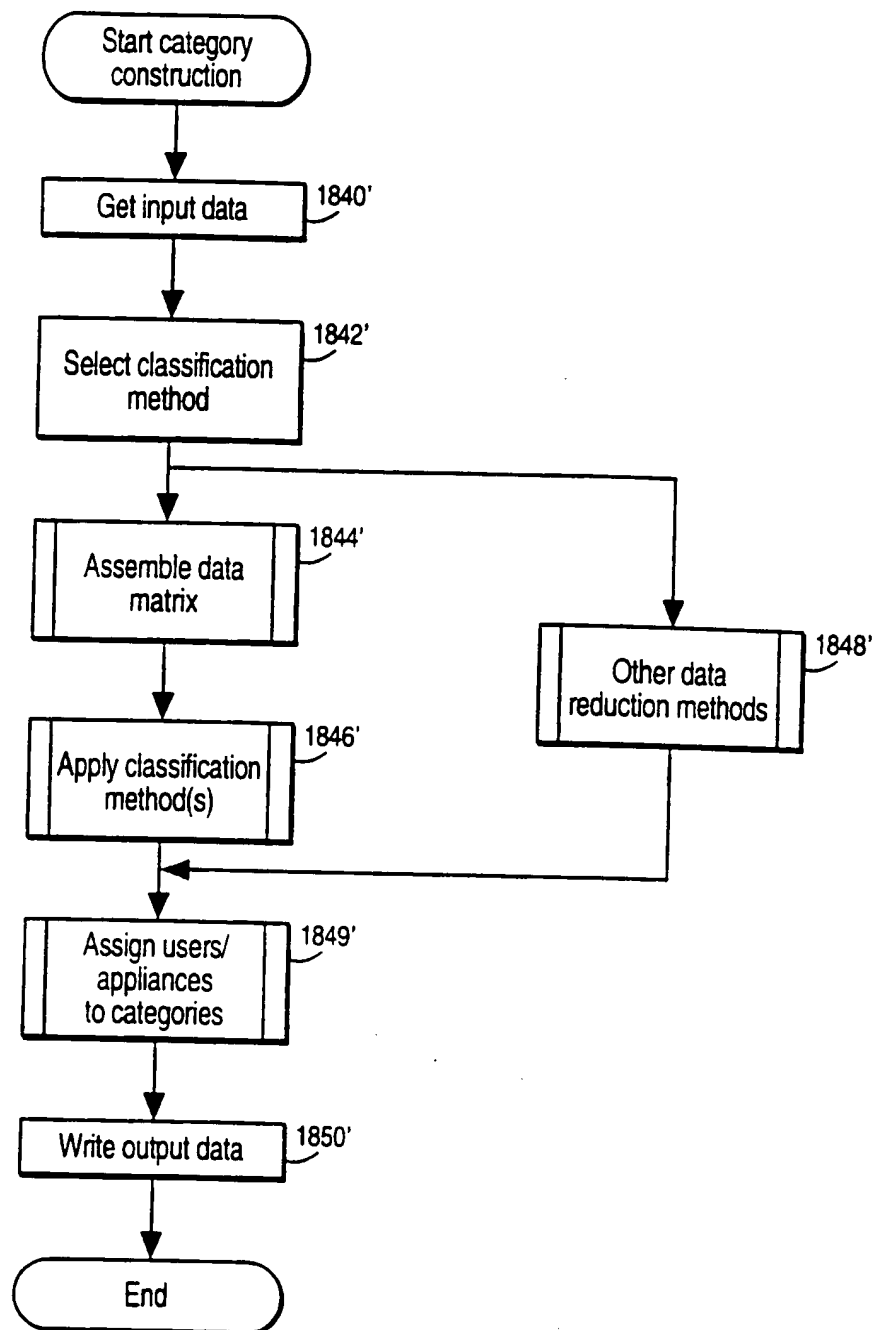 Start category
construction
Get input data
1840'
Select classification
method
1842'
Assemble data
matrix
1844'
Other data
reduction methods
1848'
Apply classification
method(s)
1846'
Assign users/
appliances
to categories
1849'
Write output data
1850'
End